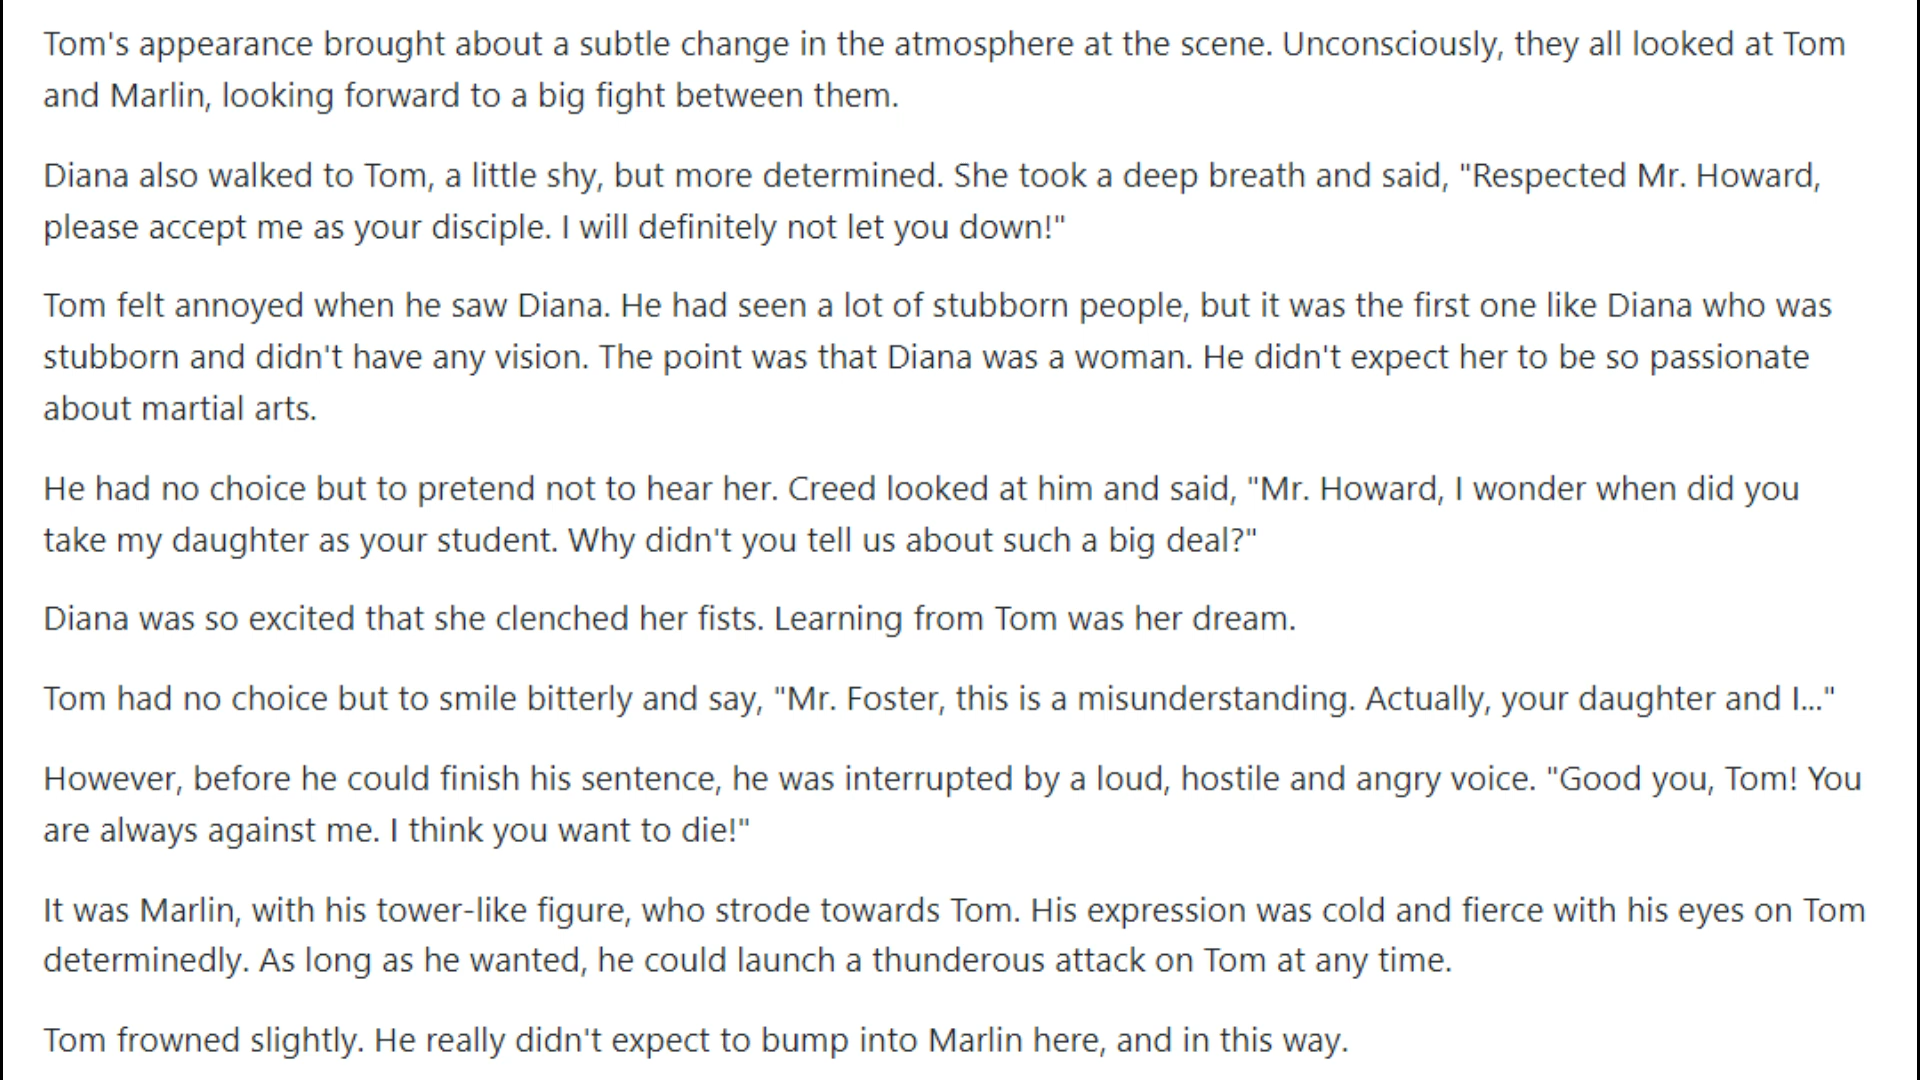 Tom's appearance brought about a subtle change in the atmosphere at the scene. Unconsciously, they all looked at Tom
and Marlin, looking forward to a big fight between them.
Diana also walked to Tom, a little shy, but more determined. She took a deep breath and said, "Respected Mr. Howard,
please accept me as your disciple. I will definitely not let you down!"
Tom felt annoyed when he saw Diana. He had seen a lot of stubborn people, but it was the first one like Diana who was
stubborn and didn't have any vision. The point was that Diana was a woman. He didn't expect her to be so passionate
about martial arts.
He had no choice but to pretend not to hear her. Creed looked at him and said, "Mr. Howard, I wonder when did you
take my daughter as your student. Why didn't you tell us about such a big deal?"
Diana was so excited that she clenched her fists. Learning from Tom was her dream.
Tom had no choice but to smile bitterly and say, "Mr. Foster, this is a misunderstanding. Actually, your daughter and I..."
However, before he could finish his sentence, he was interrupted by a loud, hostile and angry voice. "Good you, Tom! You
are always against me. I think you want to die!"
It was Marlin, with his tower-like figure, who strode towards Tom. His expression was cold and fierce with his eyes on Tom
determinedly. As long as he wanted, he could launch a thunderous attack on Tom at any time.
Tom frowned slightly. He really didn't expect to bump into Marlin here, and in this way.